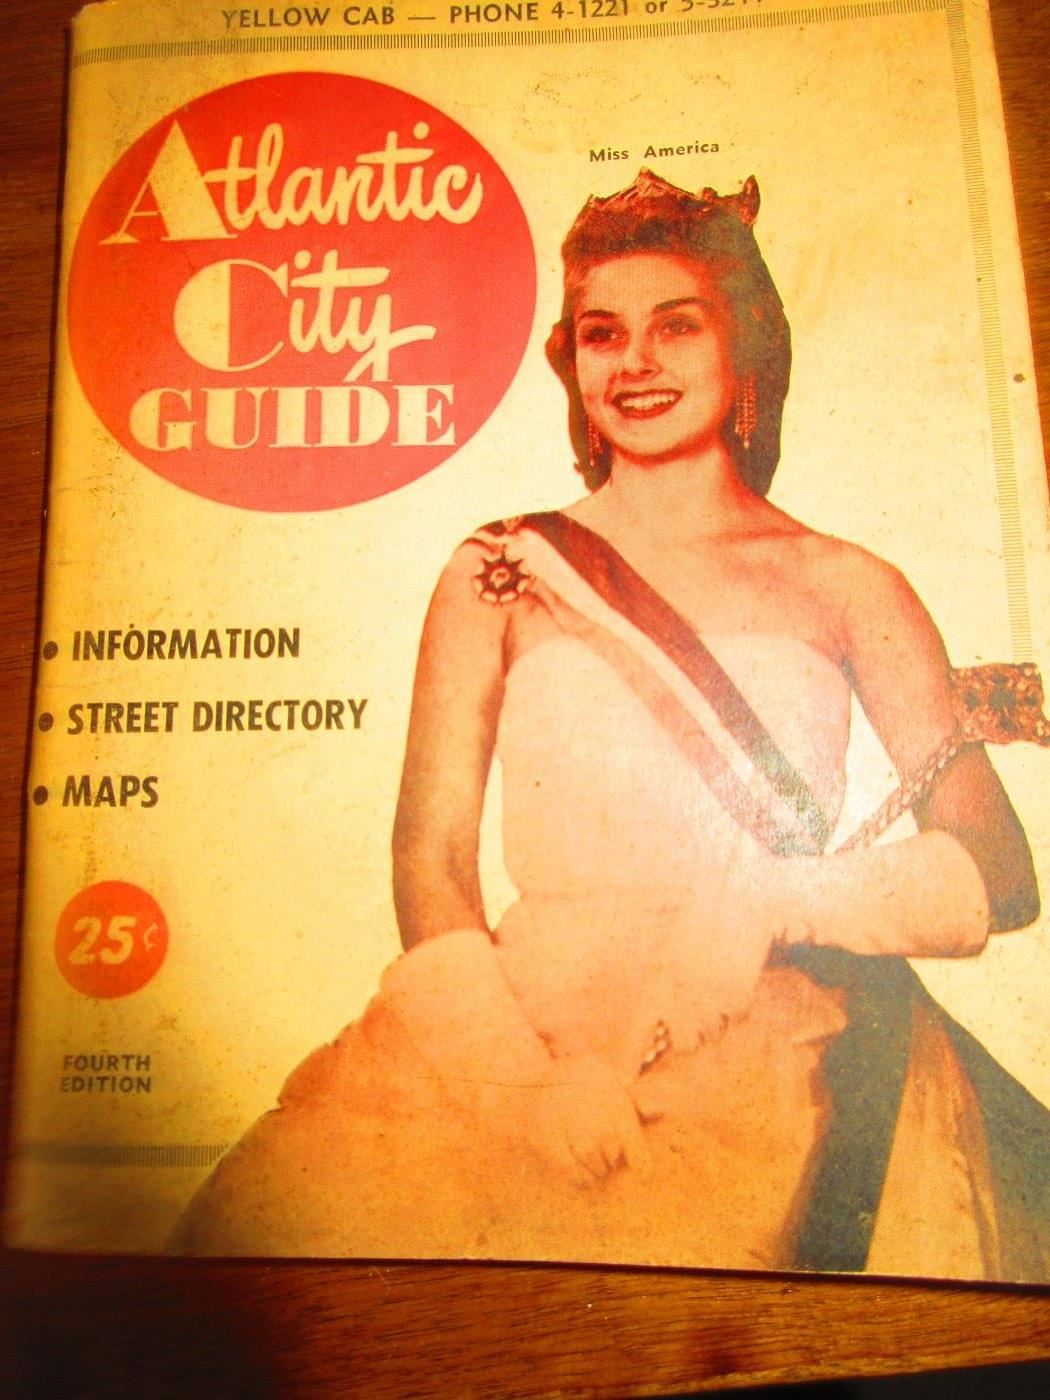 YELLOW CAB — PHONE 4-1221 or
Atlantic
City
GUIDE
Miss America
• INFORMATION
• STREET DIRECTORY
• MAPS
25¢
FOURTH
EDITION